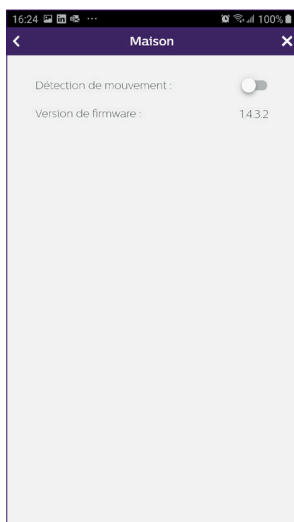 16:24 ... 100%
Maison
Détection de mouvement :
Version de firmware : 1.4.3.2